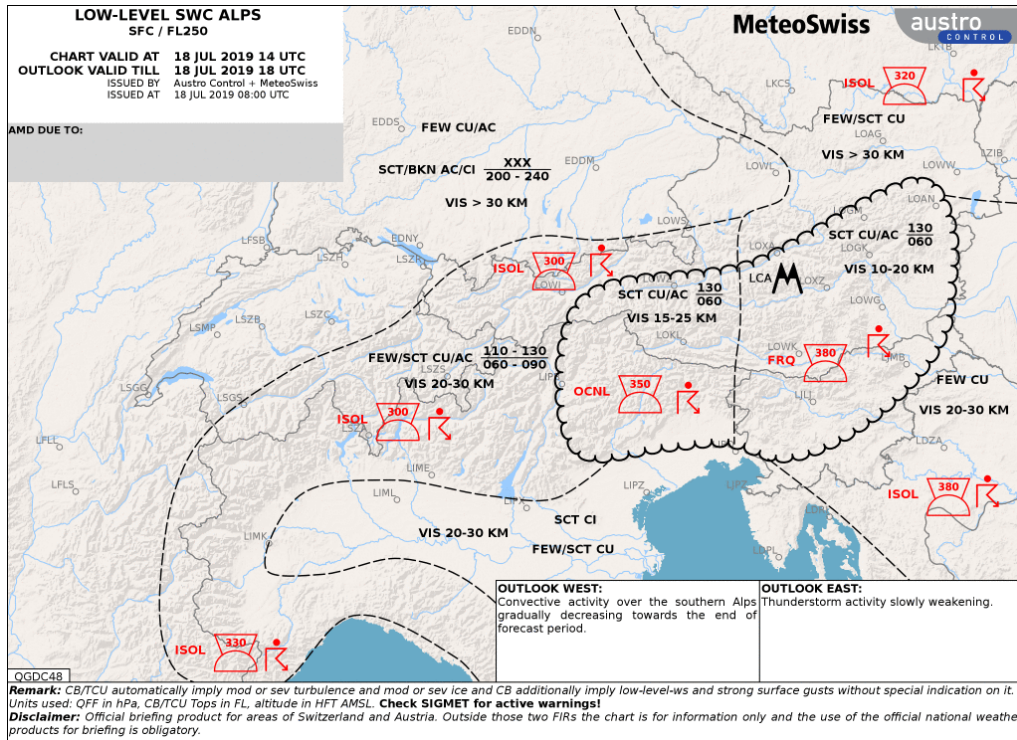 LOW-LEVEL SWC ALPS
SFC / FL250
CHART VALID AT 18 JUL 2019 14 UTC
OUTLOOK VALID TILL 18 JUL 2019 18 UTC
ISSUED BY Austro Control + MeteoSwiss
ISSUED AT 18 JUL 2019 08:00 UTC
AMD DUE TO:
MeteoSwiss
austro
CONTROL
EDDN
LKTB
LKCS
ISOL 320
EDDS
FEW CU/AC
FEW/SCT CU
LOAG
VIS > 30 KM
LZIB
SCT/BKN AC/CI XXX
200 - 240
EDDM
LOWL
LOWW
VIS > 30 KM
LOAN
LOWS
LOGM
SCT CU/AC 130
060
LFSB
EDNY
LSZH
LSZR
LOXA
LOGK
ISOL 300
VIS 10-20 KM
LOWI
LCA
LOXZ
SCT CU/AC 130
060
LOWG
VIS 15-25 KM
LSMP
LSZB
LSZC
LOKL
FEW/SCT CU/AC 110 - 130
060 - 090
LOWK
FRQ 380
LJMB
LSZS
VIS 20-30 KM
LSGG
LSGS
OCNL 350
LJLJ
FEW CU
VIS 20-30 KM
ISOL 300
LFLL
LIME
LDZA
LFLS
LIML
LIPZ
ISOL 380
SCT CI
VIS 20-30 KM
LIMK
FEW/SCT CU
LDPL
OUTLOOK WEST:
Convective activity over the southern Alps
gradually decreasing towards the end of
forecast period.
OUTLOOK EAST:
Thunderstorm activity slowly weakening.
ISOL 330
QGDC48
Remark: CB/TCU automatically imply mod or sev turbulence and mod or sev ice and CB additionally imply low-level-ws and strong surface gusts without special indication on it.
Units used: QFF in hPa, CB/TCU Tops in FL, altitude in HFT AMSL. Check SIGMET for active warnings!
Disclaimer: Official briefing product for areas of Switzerland and Austria. Outside those two FIRs the chart is for information only and the use of the official national weathe
products for briefing is obligatory.